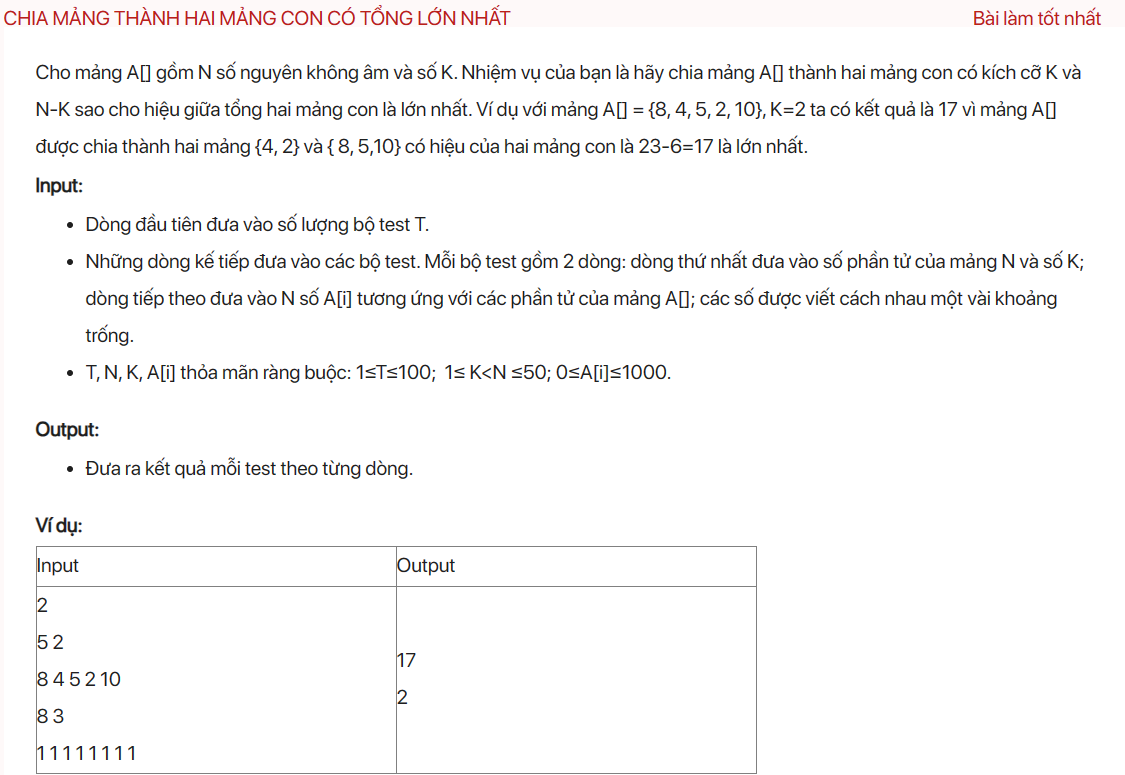 CHIA MẢNG THÀNH HAI MẢNG CON CÓ TỔNG LỚN NHẤT
Bài làm tốt nhất
Cho mảng A[] gồm N số nguyên không âm và số K. Nhiệm vụ của bạn là hãy chia mảng A[] thành hai mảng con có kích cỡ K và
N-K sao cho hiệu giữa tổng hai mảng con là lớn nhất. Ví dụ với mảng A[] = {8, 4, 5, 2, 10}, K=2 ta có kết quả là 17 vì mảng A[]
được chia thành hai mảng {4, 2} và { 8, 5,10} có hiệu của hai mảng con là 23-6=17 là lớn nhất.
Input:
• Dòng đầu tiên đưa vào số lượng bộ test T.
• Những dòng kế tiếp đưa vào các bộ test. Mỗi bộ test gồm 2 dòng: dòng thứ nhất đưa vào số phần tử của mảng N và số K;
dòng tiếp theo đưa vào N số A[i] tương ứng với các phần tử của mảng A[]; các số được viết cách nhau một vài khoảng
trống.
• T, N, K, A[i] thỏa mãn ràng buộc: 1≤T≤100; 1≤ K<N ≤50; 0≤A[i]≤1000.
Output:
• Đưa ra kết quả mỗi test theo từng dòng.
Ví dụ:
Input
Output
2
5 2
8 4 5 2 10
8 3
1 1 1 1 1 1 1 1
17
2